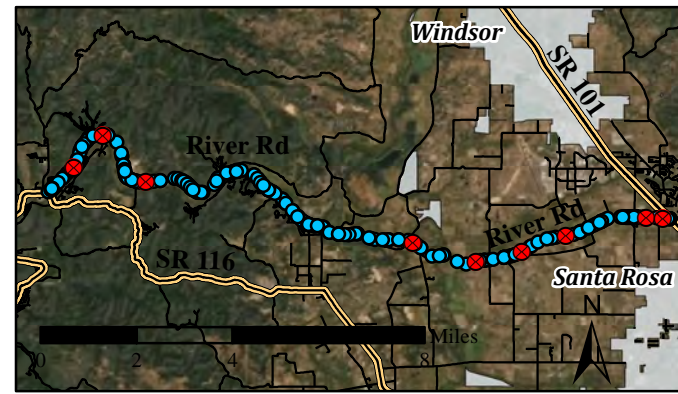 Windsor
SR 101
River Rd
River Rd
SR 116
Santa Rosa
N
Miles
0 2 4 8